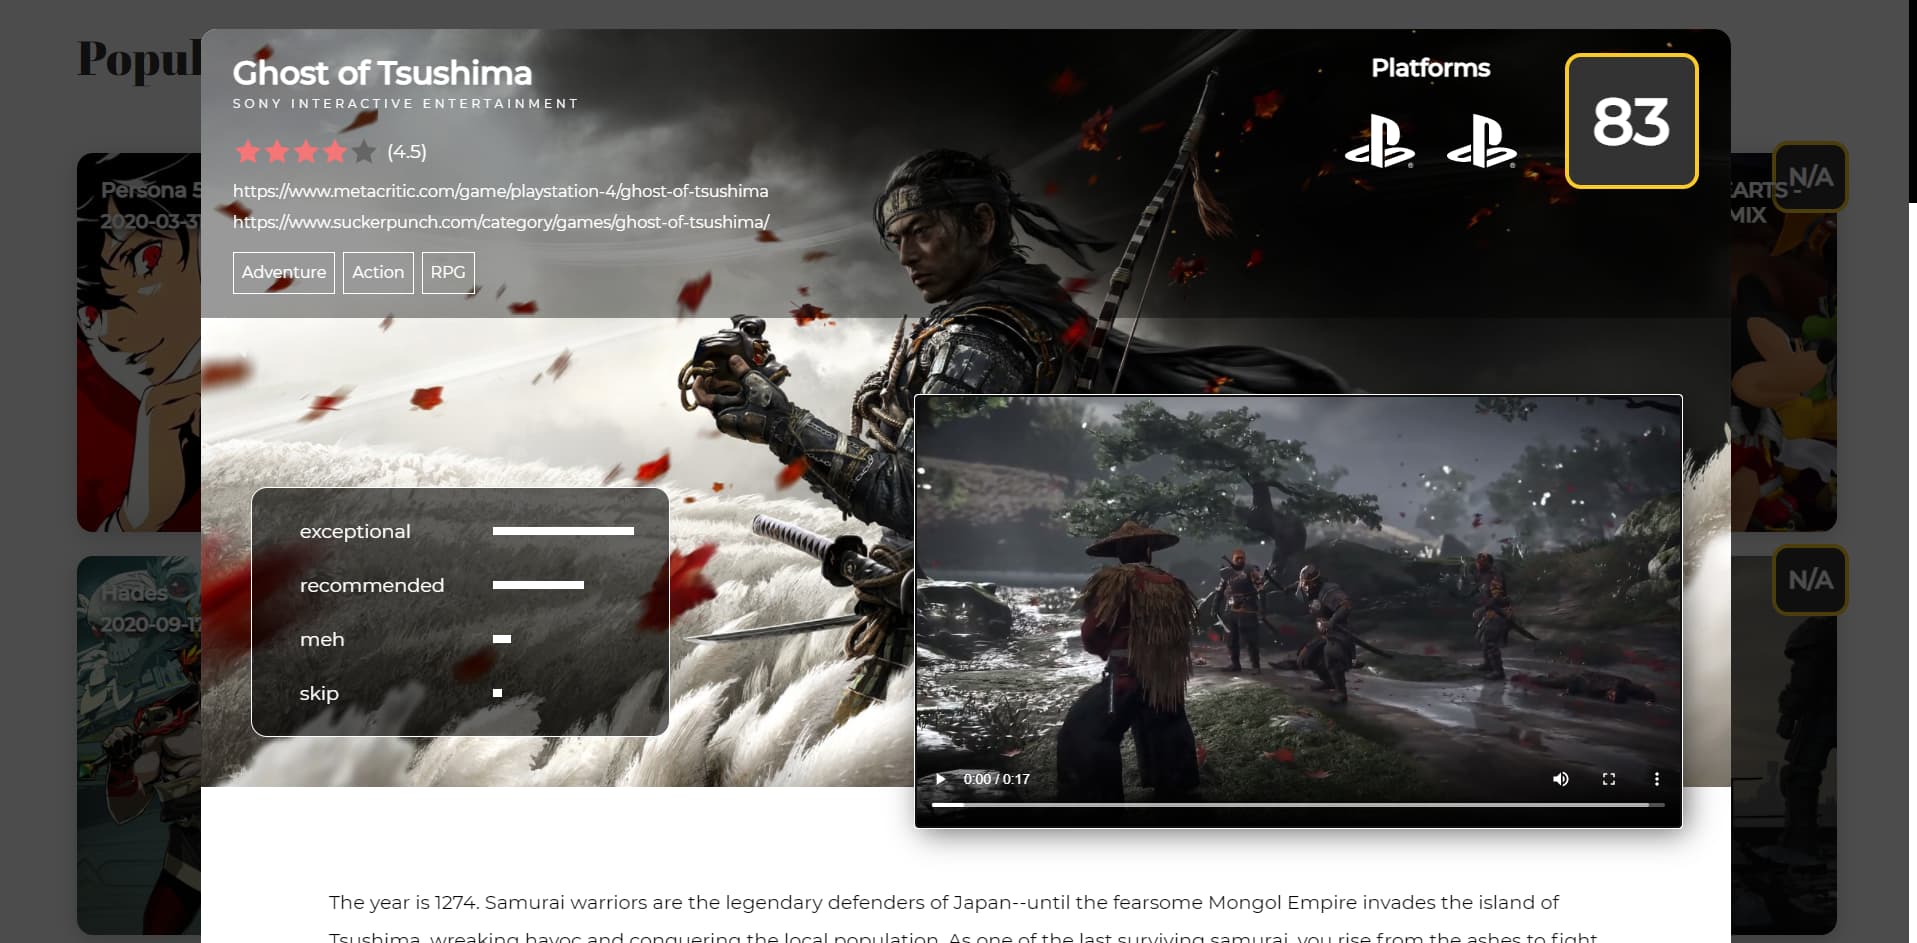 Popul
Ghost of Tsushima
SONY INTERACTIVE ENTERTAINMENT
(4.5)
https://www.metacritic.com/game/playstation-4/ghost-of-tsushima
https://www.suckerpunch.com/category/games/ghost-of-tsushima/
Adventure Action RPG
Platforms
83
Persona 5
2020-03-31
N/A
EARTS -
MIX
exceptional
recommended
meh
skip
0:00 / 0:17
Hades
2020-09-17
N/A
The year is 1274. Samurai warriors are the legendary defenders of Japan--until the fearsome Mongol Empire invades the island of
Tsushima, wreaking havoc and conquering the local population. As one of the last surviving samurai, you rise from the ashes to fight